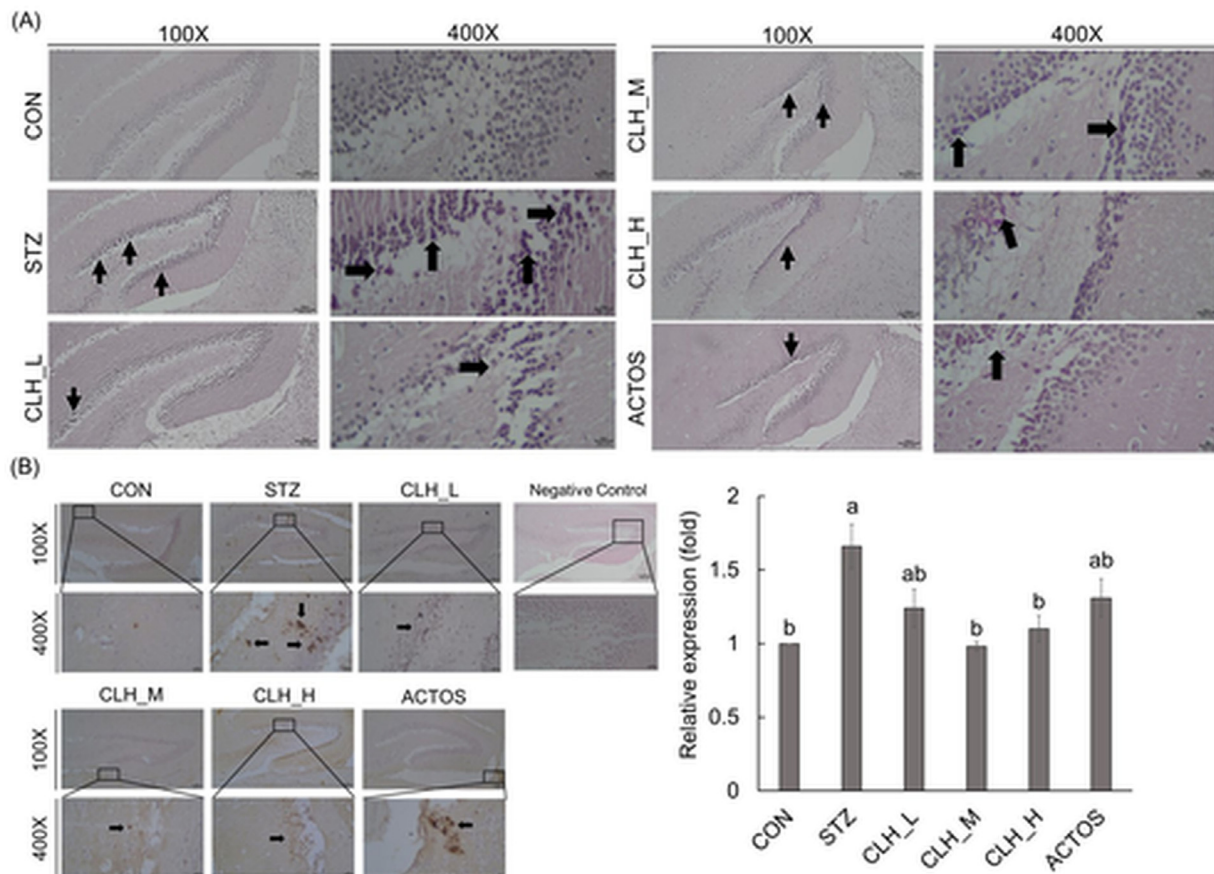 (A)
100X 400X 100X 400X
CON
STZ
CLH_L
CLH_M
CLH_H
ACTOS
(B)
CON STZ CLH_L Negative Control
100X
400X
CLH_M CLH_H ACTOS
100X
400X
Relative expression (fold)
2
1.5
1
0.5
0
b a ab b b ab
CON STZ CLH_L CLH_M CLH_H ACTOS